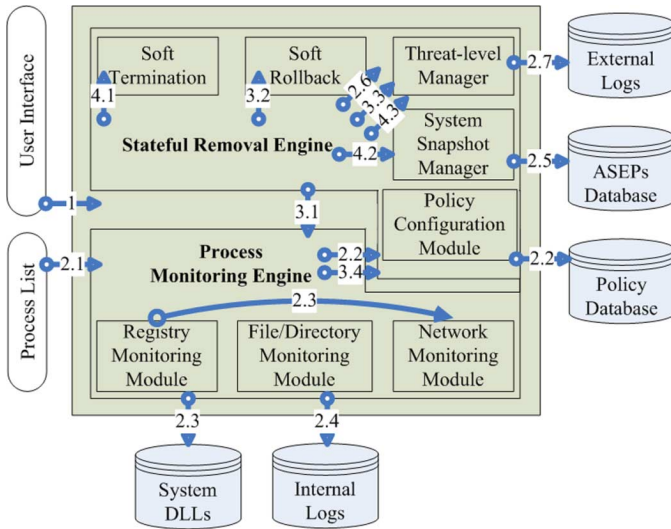 Soft
Termination
Soft
Rollback
Threat-level
Manager
2.7
External
Logs
User Interface
4.1
3.2
2.6
3.3
4.3
Stateful Removal Engine
4.2
System
Snapshot
Manager
2.5
ASEPs
Database
1
3.1
Policy
Configuration
Module
Process List
2.1
Process
Monitoring Engine
2.2
3.4
2.2
Policy
Database
2.3
Registry
Monitoring
Module
File/Directory
Monitoring
Module
Network
Monitoring
Module
2.3
2.4
System
DLLs
Internal
Logs